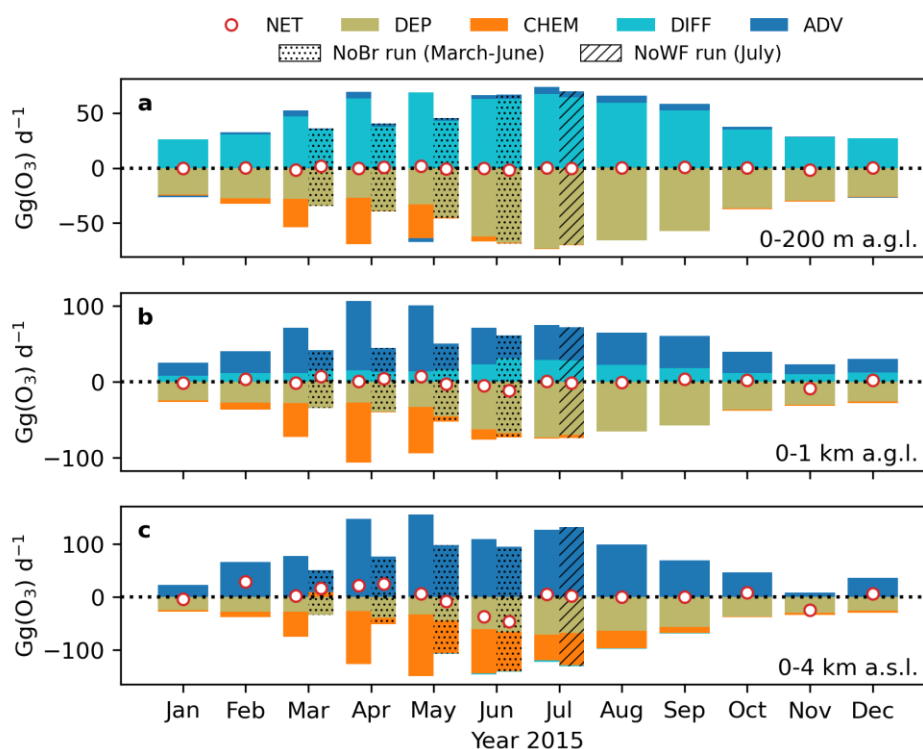 NET DEP CHEM DIFF ADV
NoBr run (March-June) NoWF run (July)
a
50
0
−50
Gg(O₃) d⁻¹
0-200 m a.g.l.
b
100
0
−100
Gg(O₃) d⁻¹
0-1 km a.g.l.
c
100
0
−100
Gg(O₃) d⁻¹
0-4 km a.s.l.
Jan Feb Mar Apr May Jun Jul Aug Sep Oct Nov Dec
Year 2015